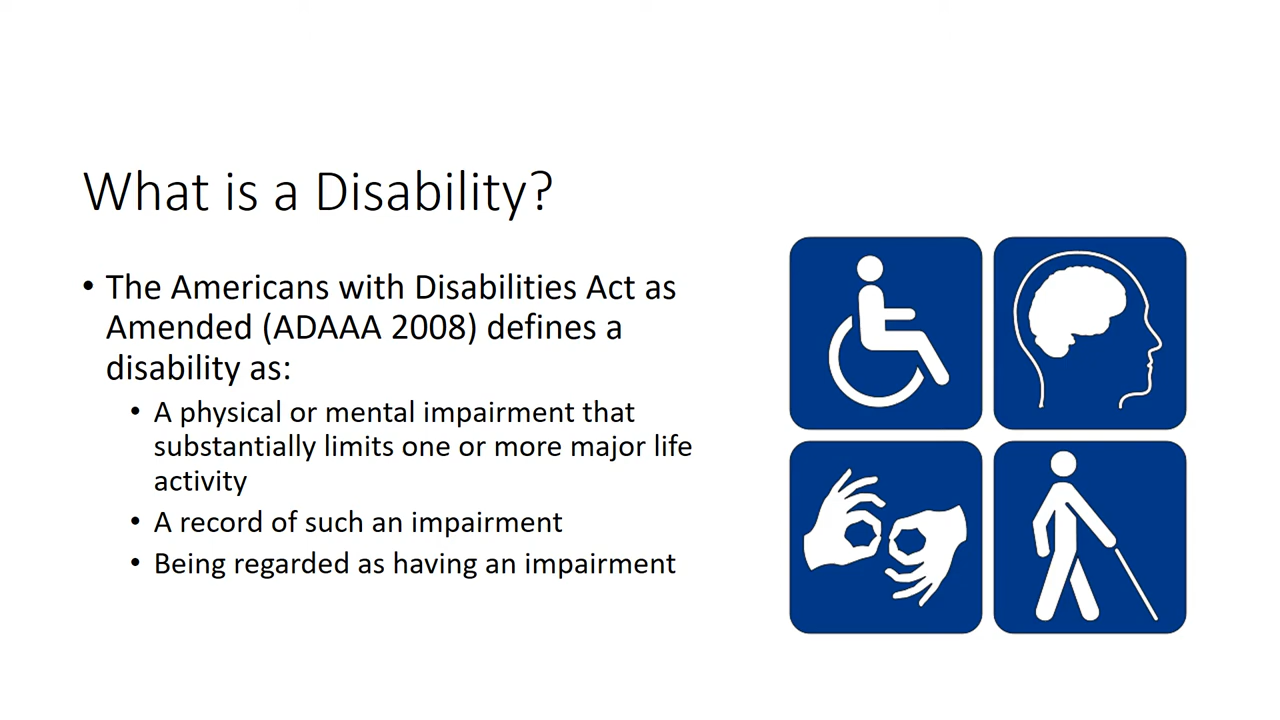 What is a Disability?
• The Americans with Disabilities Act as
Amended (ADAAA 2008) defines a
disability as:
• A physical or mental impairment that
substantially limits one or more major life
activity
• A record of such an impairment
• Being regarded as having an impairment